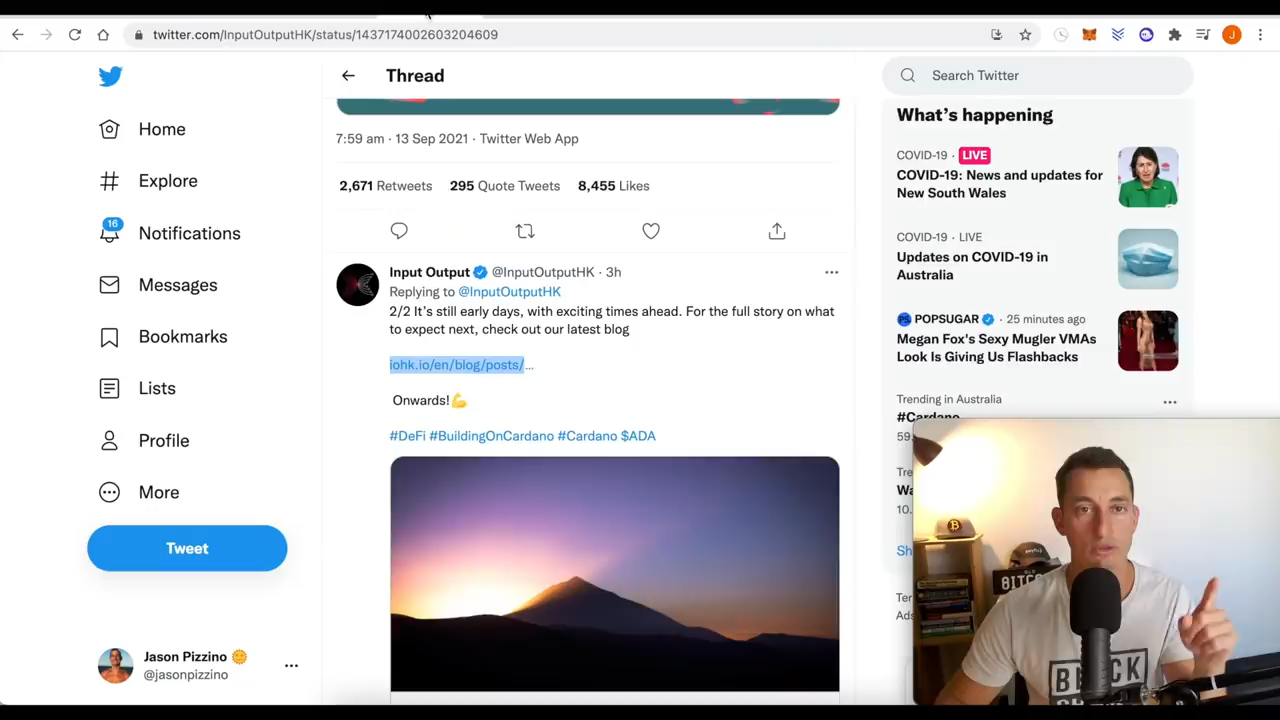 twitter.com/InputOutputHK/status/1437174002603204609
Thread
Search Twitter
Home
Explore
16
Notifications
Messages
Bookmarks
Lists
Profile
More
Tweet
Jason Pizzino
@jasonpizzino
7:59 am · 13 Sep 2021 · Twitter Web App
2,671 Retweets 295 Quote Tweets 8,455 Likes
Input Output @InputOutputHK · 3h
Replying to @InputOutputHK
2/2 It’s still early days, with exciting times ahead. For the full story on what
to expect next, check out our latest blog
iohk.io/en/blog/posts/…
Onwards!💪
#DeFi #BuildingOnCardano #Cardano $ADA
What’s happening
COVID-19 · LIVE
COVID-19: News and updates for
New South Wales
COVID-19 · LIVE
Updates on COVID-19 in
Australia
POPSUGAR · 25 minutes ago
Megan Fox's Sexy Mugler VMAs
Look Is Giving Us Flashbacks
Trending in Australia
#Cardano
59.
10.
J